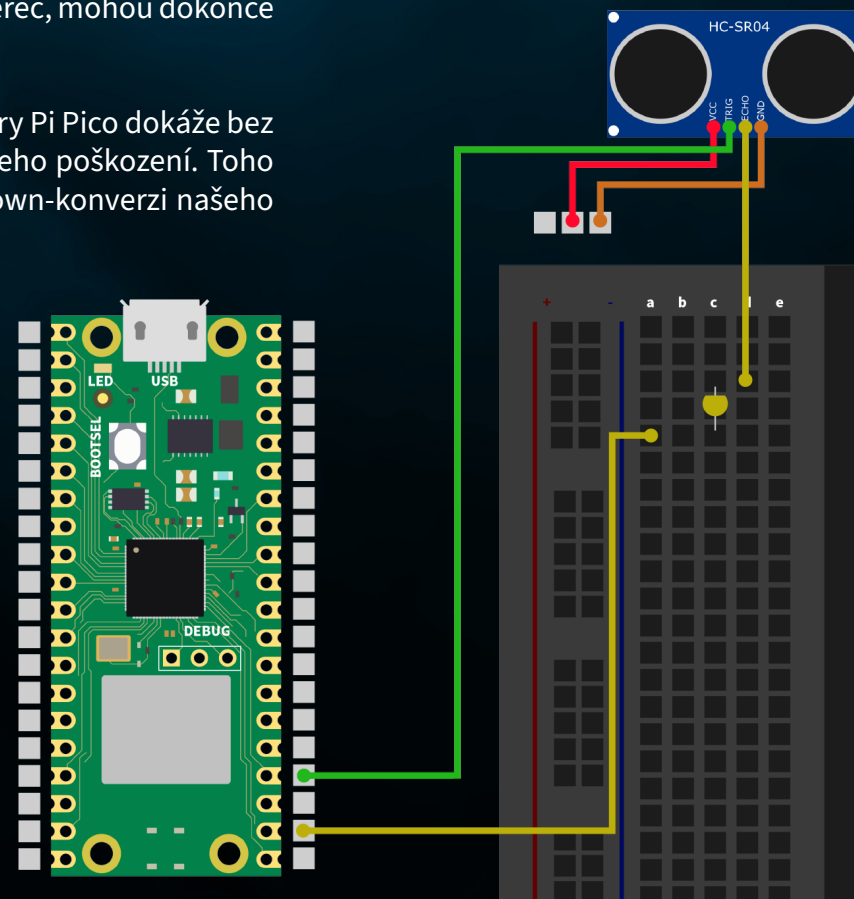 erec, mohou dokonce
ry Pi Pico dokáže bez
eho poškození. Toho
own-konverzi našeho
HC-SR04
VCC
TRIG
ECHO
GND
+
-
a
b
c
e
LED
USB
BOOTSEL
DEBUG